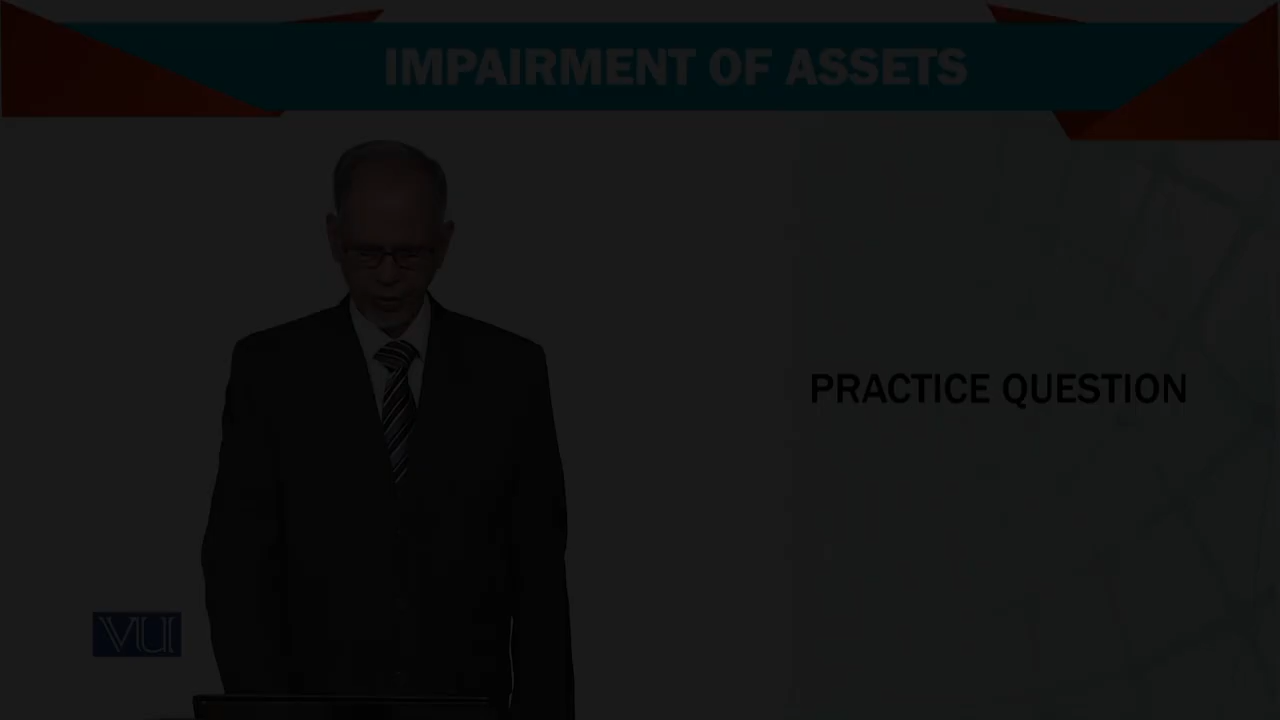 IMPAIRMENT OF ASSETS
PRACTICE QUESTION
VU